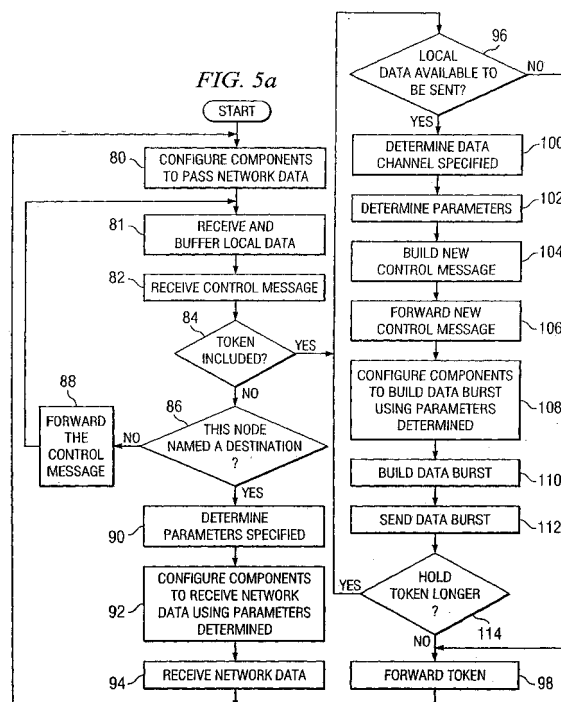 FIG. 5a
START
80
CONFIGURE COMPONENTS
TO PASS NETWORK DATA
81
RECEIVE AND
BUFFER LOCAL DATA
82
RECEIVE CONTROL MESSAGE
84
TOKEN
INCLUDED?
YES
NO
86
THIS NODE
NAMED A DESTINATION
?
NO
YES
88
FORWARD
THE
CONTROL
MESSAGE
90
DETERMINE
PARAMETERS SPECIFIED
92
CONFIGURE COMPONENTS
TO RECEIVE NETWORK
DATA USING PARAMETERS
DETERMINED
94
RECEIVE NETWORK DATA
96
LOCAL
DATA AVAILABLE TO
BE SENT?
NO
YES
DETERMINE DATA
CHANNEL SPECIFIED
100
DETERMINE PARAMETERS
102
BUILD NEW
CONTROL MESSAGE
104
FORWARD NEW
CONTROL MESSAGE
106
CONFIGURE COMPONENTS
TO BUILD DATA BURST
USING PARAMETERS
DETERMINED
108
BUILD DATA BURST
110
SEND DATA BURST
112
YES
HOLD
TOKEN LONGER
?
114
NO
FORWARD TOKEN
98